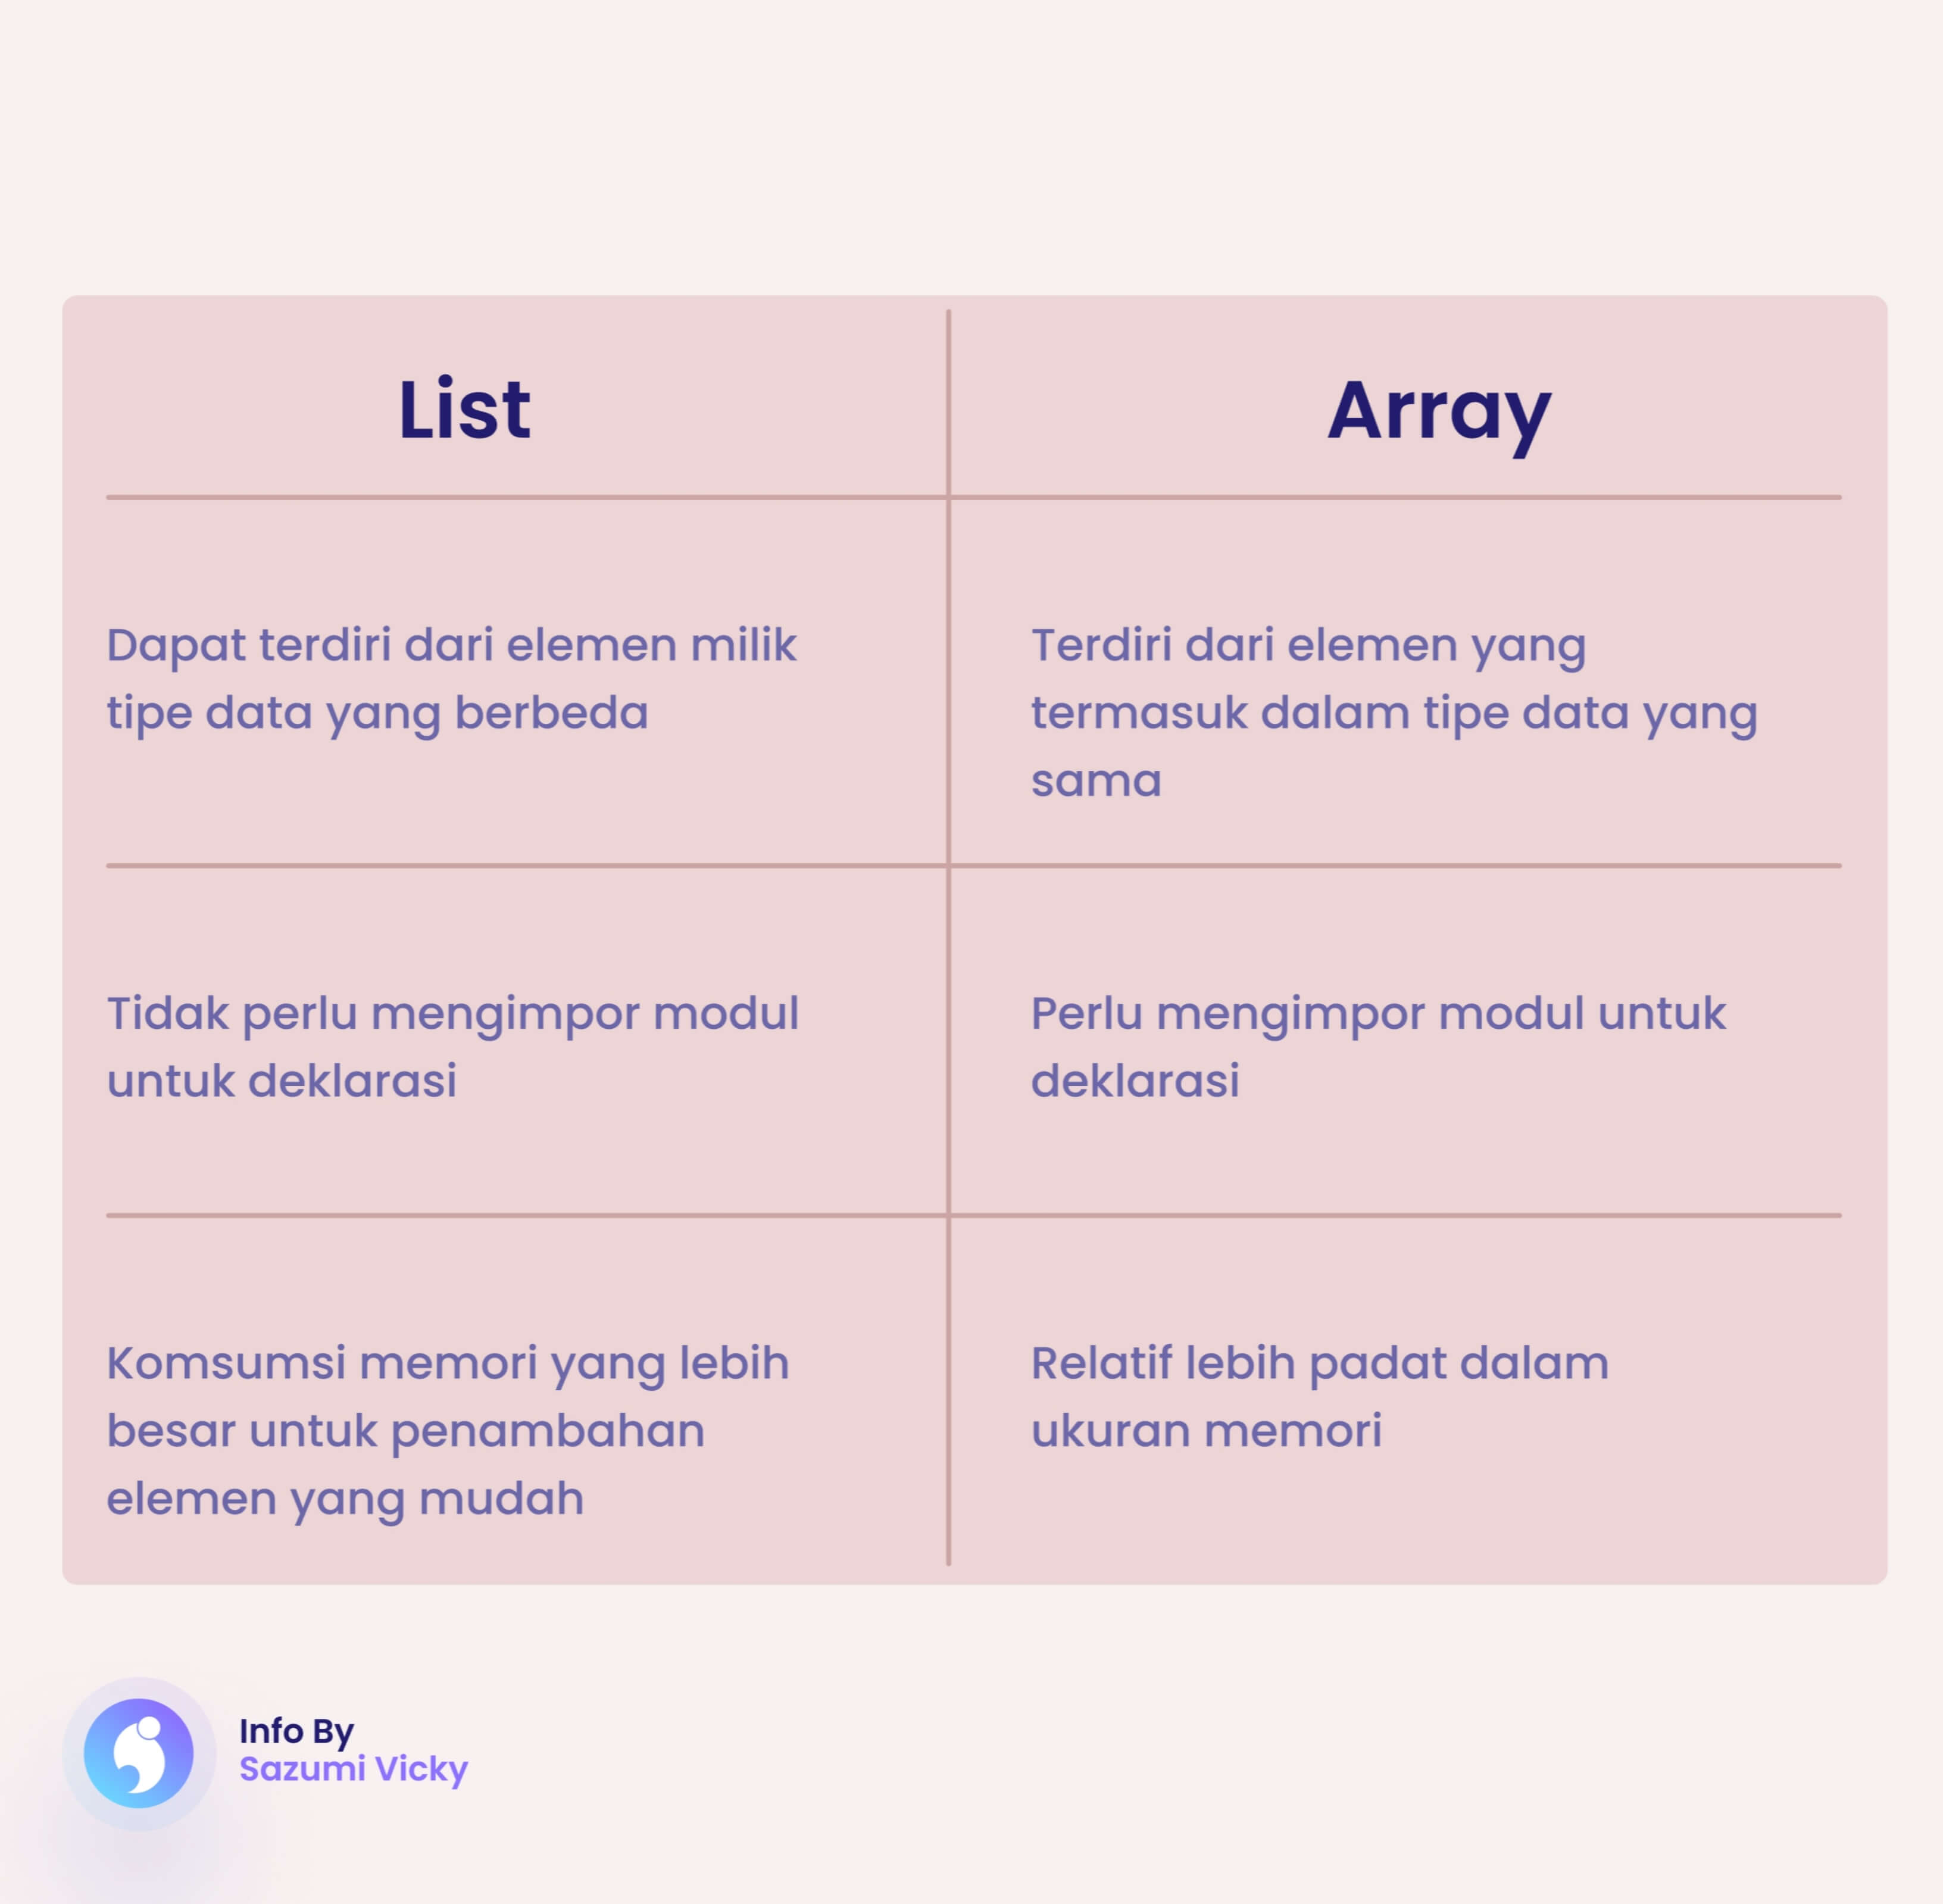 List
Array
Dapat terdiri dari elemen milik
tipe data yang berbeda
Terdiri dari elemen yang
termasuk dalam tipe data yang
sama
Tidak perlu mengimpor modul
untuk deklarasi
Perlu mengimpor modul untuk
deklarasi
Komsumsi memori yang lebih
besar untuk penambahan
elemen yang mudah
Relatif lebih padat dalam
ukuran memori
Info By
Sazumi Vicky